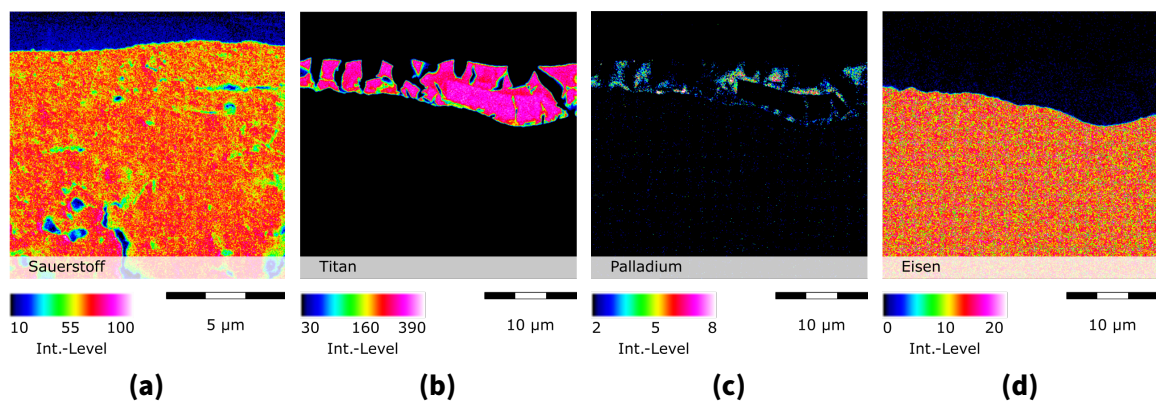 Sauerstoff
10 55 100
Int.-Level
5 µm
(a)
Titan
30 160 390
Int.-Level
10 µm
(b)
Palladium
2 5 8
Int.-Level
10 µm
(c)
Eisen
0 10 20
Int.-Level
10 µm
(d)